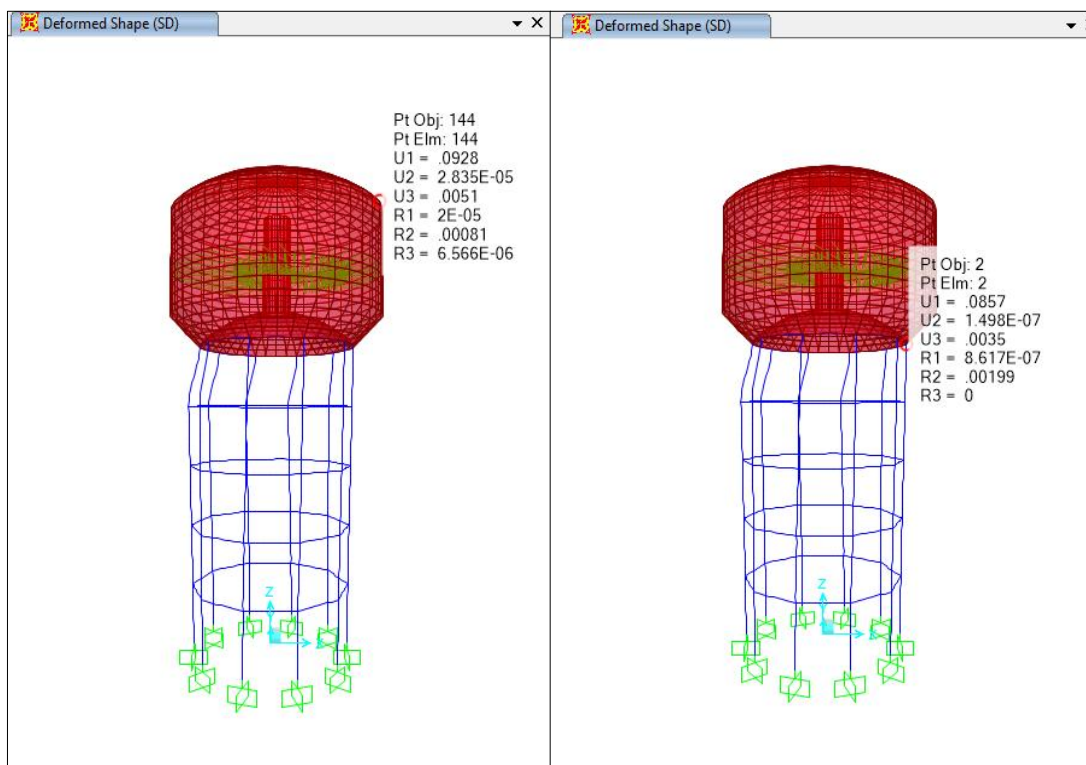 Deformed Shape (SD)
Pt Obj: 144
Pt Elm: 144
U1 = .0928
U2 = 2.835E-05
U3 = .0051
R1 = 2E-05
R2 = .00081
R3 = 6.566E-06
Z
Deformed Shape (SD)
Pt Obj: 2
Pt Elm: 2
U1 = .0857
U2 = 1.498E-07
U3 = .0035
R1 = 8.617E-07
R2 = .00199
R3 = 0
Z